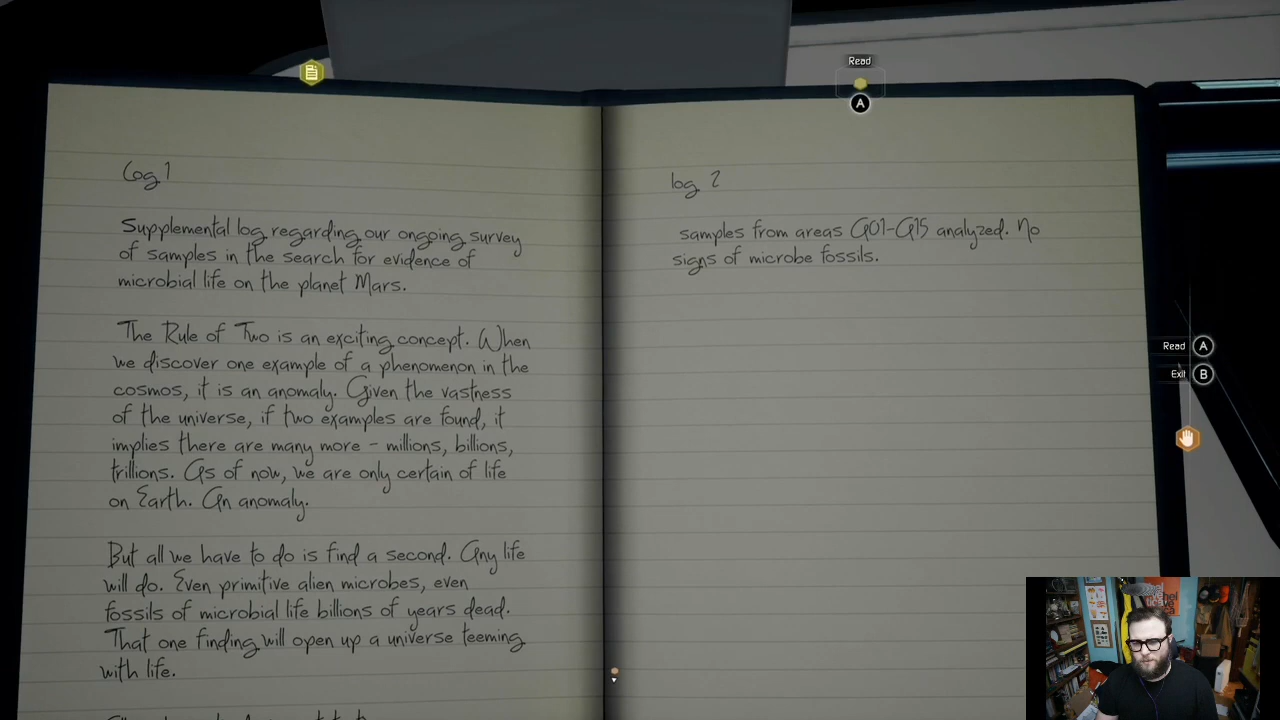 Read
A
Log 1
Supplemental log regarding our ongoing survey
of samples in the search for evidence of
microbial life on the planet Mars.
The Rule of Two is an exciting concept. When
we discover one example of a phenomenon in the
cosmos, it is an anomaly. Given the vastness
of the universe, if two examples are found, it
implies there are many more - millions, billions,
trillions. As of now, we are only certain of life
on Earth. An anomaly.
But all we have to do is find a second. Any life
will do. Even primitive alien microbes, even
fossils of microbial life billions of years dead.
That one finding will open up a universe teeming
with life.
log 2
samples from areas A01-A15 analyzed. No
signs of microbe fossils.
Read A
Exit B